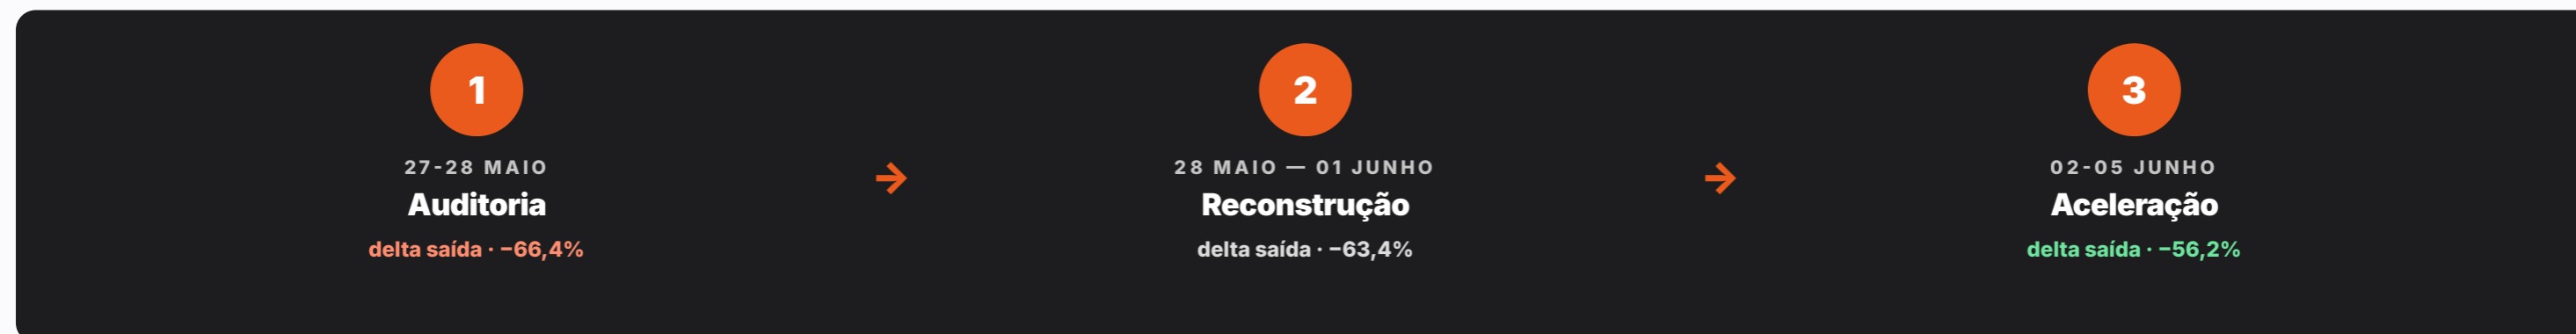 1
27-28 MAIO
Auditoria
delta saída · −66,4%
→
2
28 MAIO — 01 JUNHO
Reconstrução
delta saída · −63,4%
→
3
02-05 JUNHO
Aceleração
delta saída · −56,2%